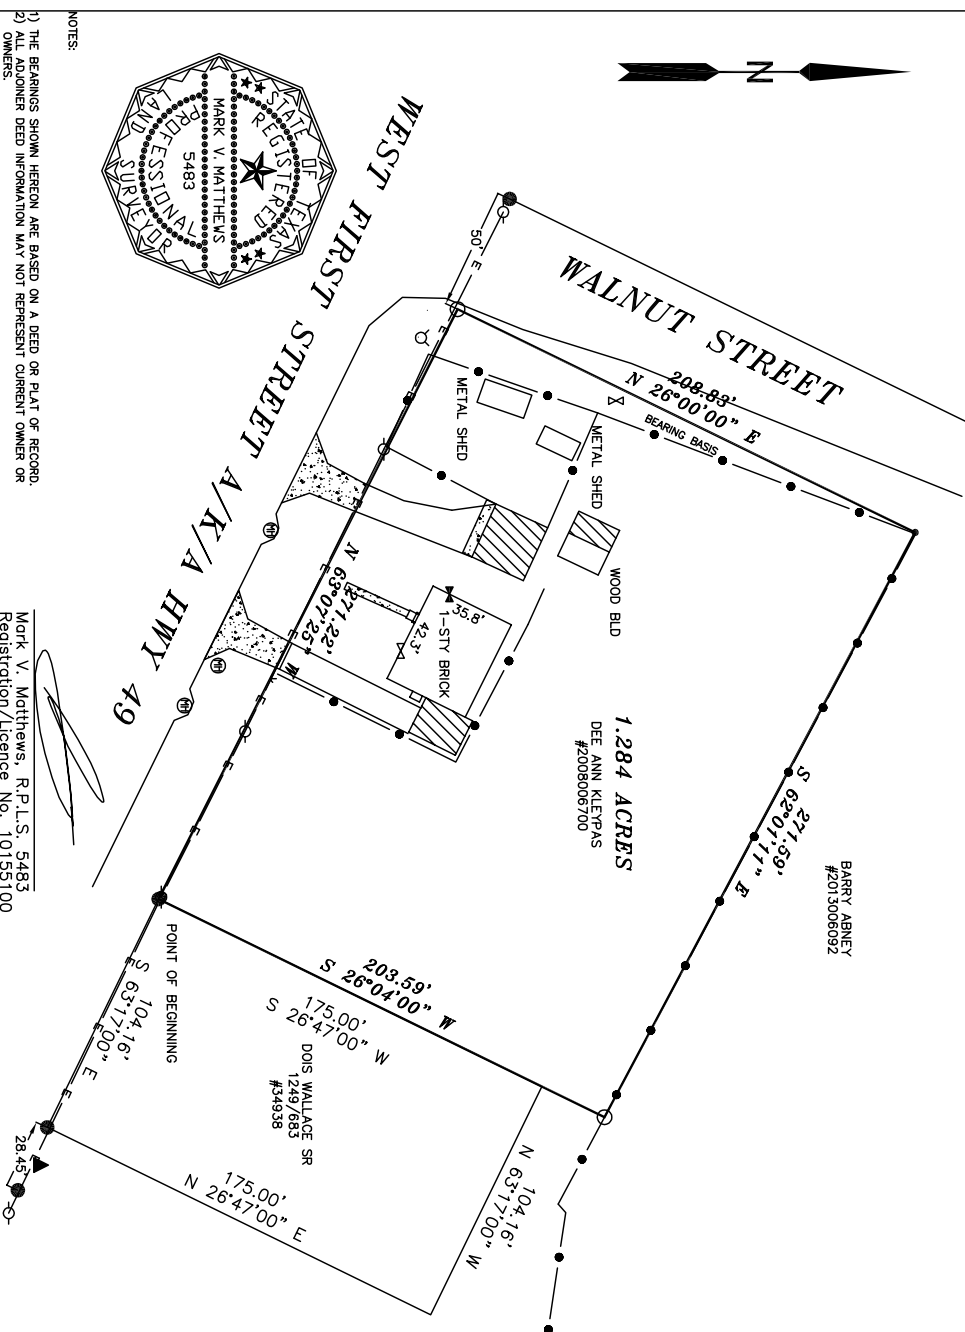 N
WALNUT STREET
50'
E
208.83'
N 26°00'00" E
BEARING BASIS
METAL SHED
METAL SHED
WOOD BLD
35.8'
42.3'
1-STY BRICK
1.284 ACRES
DEE ANN KLEYPAS
#2008006700
271.59'
S 62°01'11" E
BARRY ABNEY
#2013006092
271.22'
N 63°07'25" W
WEST FIRST STREET A/K/A HWY 49
MH
MH
MH
203.59'
S 26°04'00" W
175.00'
S 26°47'00" W
POINT OF BEGINNING
104.16'
S 63°17'00" E
DOIS WALLACE SR
1249/683
#34938
104.16'
N 63°17'00" W
175.00'
N 26°47'00" E
28.45'
STATE OF TEXAS
REGISTERED
MARK V. MATTHEWS
5483
PROFESSIONAL
LAND SURVEYOR
NOTES:
1) THE BEARINGS SHOWN HEREON ARE BASED ON A DEED OR PLAT OF RECORD.
2) ALL ADJOINER DEED INFORMATION MAY NOT REPRESENT CURRENT OWNER OR
OWNERS.
Mark V. Matthews, R.P.L.S. 5483
Registration/Licence No. 10155100